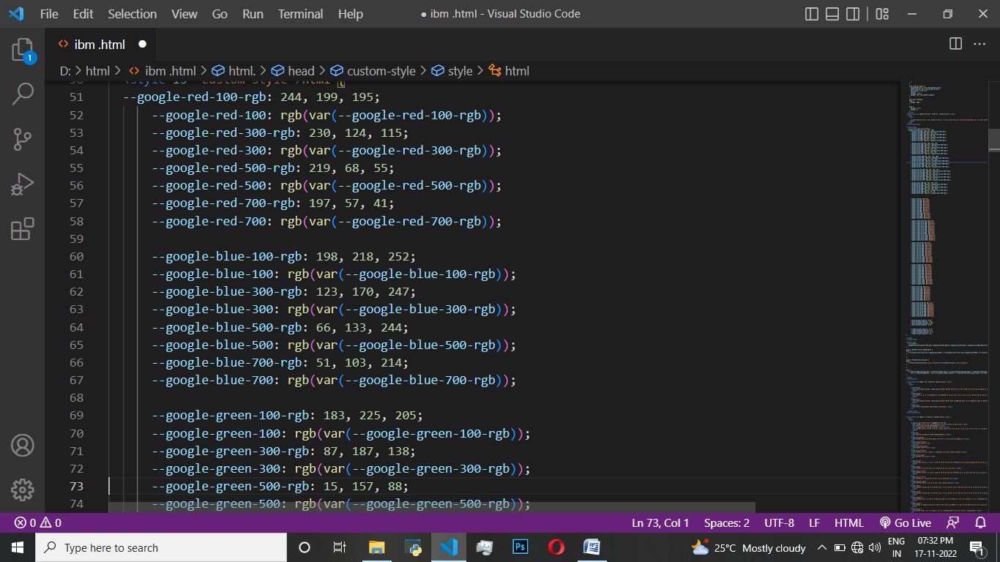 File Edit Selection View Go Run Terminal Help ● ibm .html - Visual Studio Code
1
<> ibm .html ●
D: > html > <> ibm .html > html. > head > custom-style > style > html
51 --google-red-100-rgb: 244, 199, 195;
52 --google-red-100: rgb(var(--google-red-100-rgb));
53 --google-red-300-rgb: 230, 124, 115;
54 --google-red-300: rgb(var(--google-red-300-rgb));
55 --google-red-500-rgb: 219, 68, 55;
56 --google-red-500: rgb(var(--google-red-500-rgb));
57 --google-red-700-rgb: 197, 57, 41;
58 --google-red-700: rgb(var(--google-red-700-rgb));
59
60 --google-blue-100-rgb: 198, 218, 252;
61 --google-blue-100: rgb(var(--google-blue-100-rgb));
62 --google-blue-300-rgb: 123, 170, 247;
63 --google-blue-300: rgb(var(--google-blue-300-rgb));
64 --google-blue-500-rgb: 66, 133, 244;
65 --google-blue-500: rgb(var(--google-blue-500-rgb));
66 --google-blue-700-rgb: 51, 103, 214;
67 --google-blue-700: rgb(var(--google-blue-700-rgb));
68
69 --google-green-100-rgb: 183, 225, 205;
70 --google-green-100: rgb(var(--google-green-100-rgb));
71 --google-green-300-rgb: 87, 187, 138;
72 --google-green-300: rgb(var(--google-green-300-rgb));
73 --google-green-500-rgb: 15, 157, 88;
74 --google-green-500: rgb(var(--google-green-500-rgb));
0 0 Ln 73, Col 1 Spaces: 2 UTF-8 LF HTML Go Live
Type here to search Ps W 25°C Mostly cloudy ENG 07:32 PM 1
IN 17-11-2022